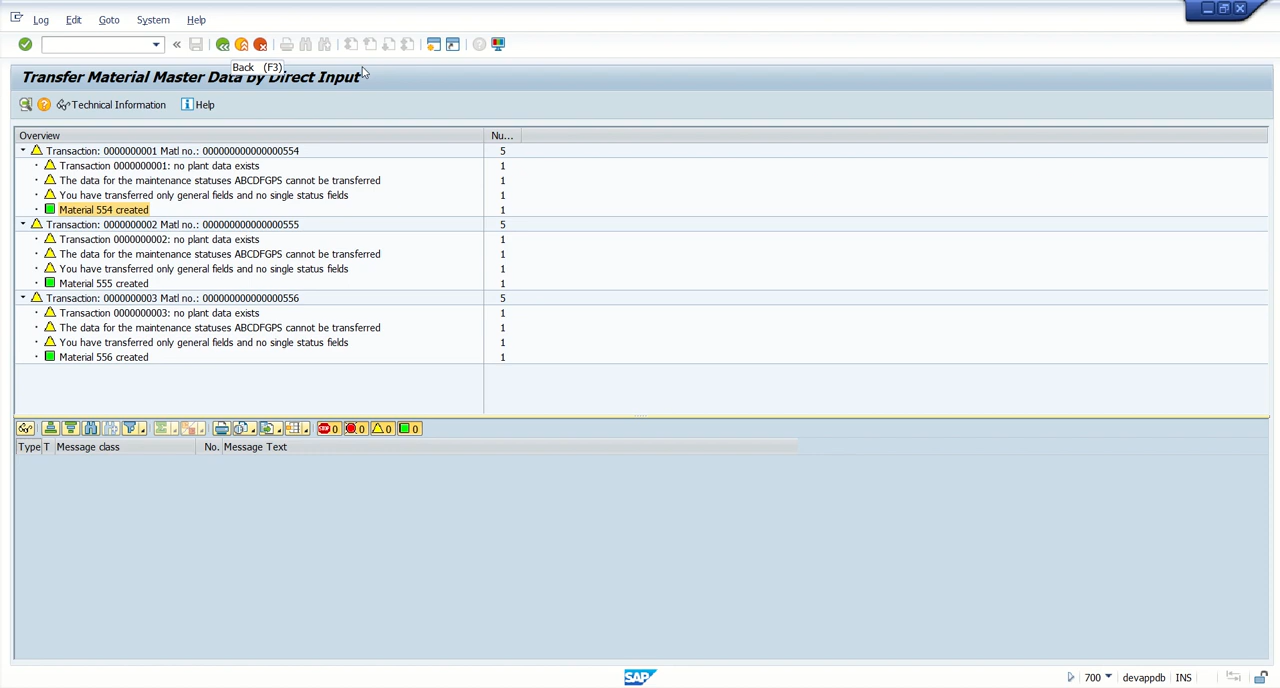 Log Edit Goto System Help
Back (F3)
Transfer Material Master Data by Direct Input
Technical Information Help
Overview Nu...
Transaction: 0000000001 Matl no.: 000000000000000554 5
Transaction 0000000001: no plant data exists 1
The data for the maintenance statuses ABCDFGPS cannot be transferred 1
You have transferred only general fields and no single status fields 1
Material 554 created 1
Transaction: 0000000002 Matl no.: 000000000000000555 5
Transaction 0000000002: no plant data exists 1
The data for the maintenance statuses ABCDFGPS cannot be transferred 1
You have transferred only general fields and no single status fields 1
Material 555 created 1
Transaction: 0000000003 Matl no.: 000000000000000556 5
Transaction 0000000003: no plant data exists 1
The data for the maintenance statuses ABCDFGPS cannot be transferred 1
You have transferred only general fields and no single status fields 1
Material 556 created 1
STOP 0 0 0 0
Type T Message class No. Message Text
SAP 700 devappdb INS